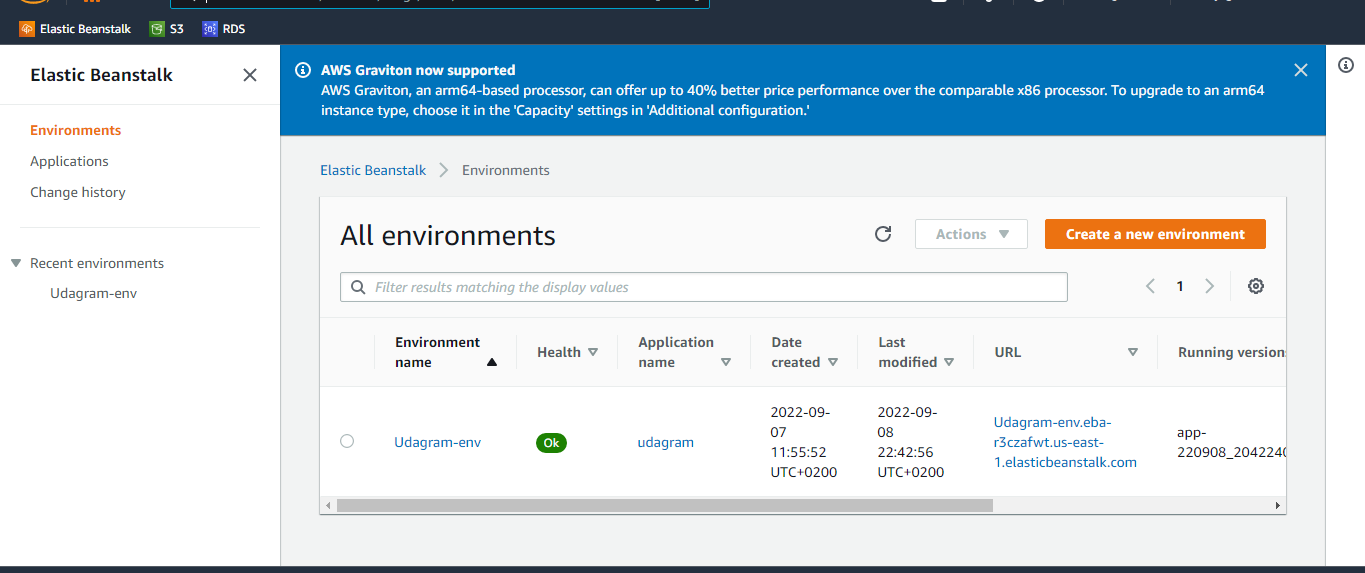 Elastic Beanstalk
S3
RDS
Elastic Beanstalk
Environments
Applications
Change history
Recent environments
Udagram-env
AWS Graviton now supported
AWS Graviton, an arm64-based processor, can offer up to 40% better price performance over the comparable x86 processor. To upgrade to an arm64
instance type, choose it in the 'Capacity' settings in 'Additional configuration.'
Elastic Beanstalk
Environments
All environments
Actions
Create a new environment
Filter results matching the display values
1
Environment
name
Health
Application
name
Date
created
Last
modified
URL
Running versions
Udagram-env
Ok
udagram
2022-09-
07
11:55:52
UTC+0200
2022-09-
08
22:42:56
UTC+0200
Udagram-env.eba-
r3czafwt.us-east-
1.elasticbeanstalk.com
app-
220908_2042240